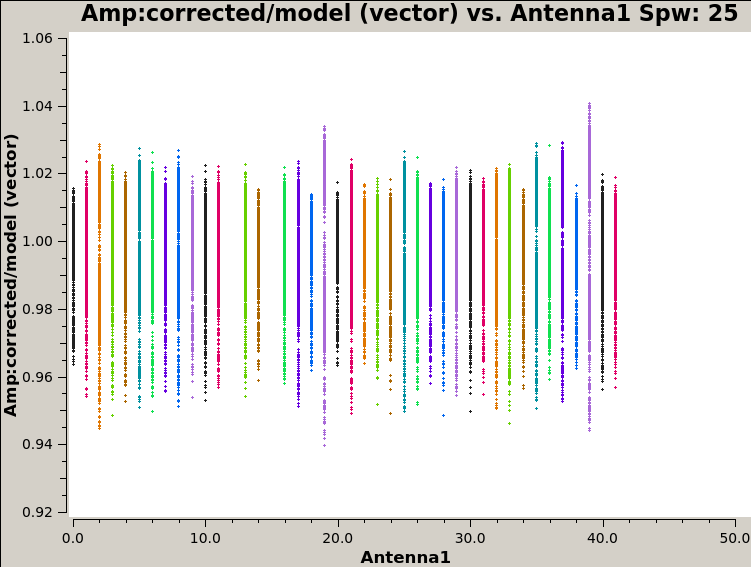 Amp:corrected/model (vector) vs. Antenna1 Spw: 25
Amp:corrected/model (vector)
1.06
1.04
1.02
1.00
0.98
0.96
0.94
0.92
0.0 10.0 20.0 30.0 40.0 50.0
Antenna1